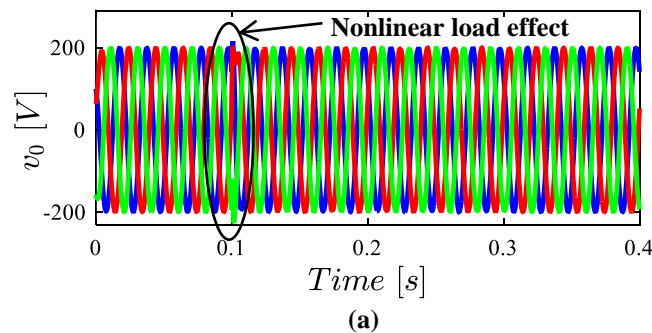 Nonlinear load effect
200
0
-200
v₀ [V]
0 0.1 0.2 0.3 0.4
Time [s]
(a)